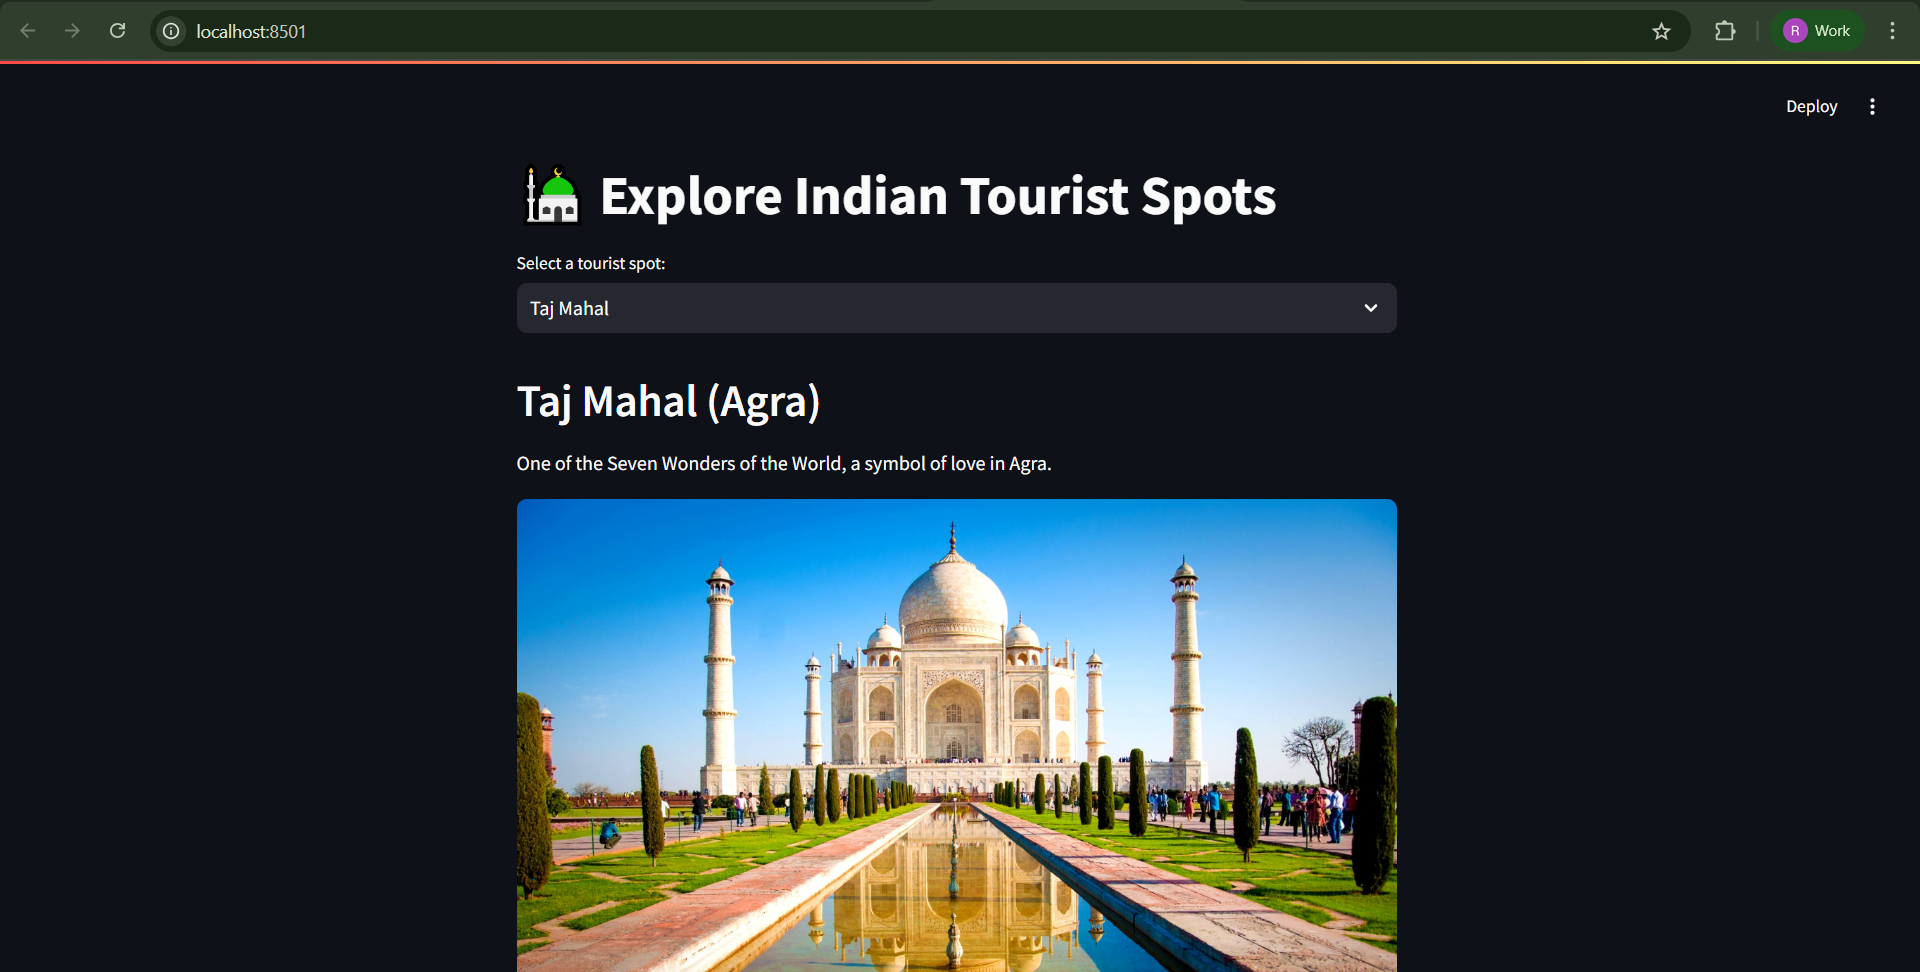 localhost:8501
R Work
Deploy
Explore Indian Tourist Spots
Select a tourist spot:
Taj Mahal
Taj Mahal (Agra)
One of the Seven Wonders of the World, a symbol of love in Agra.